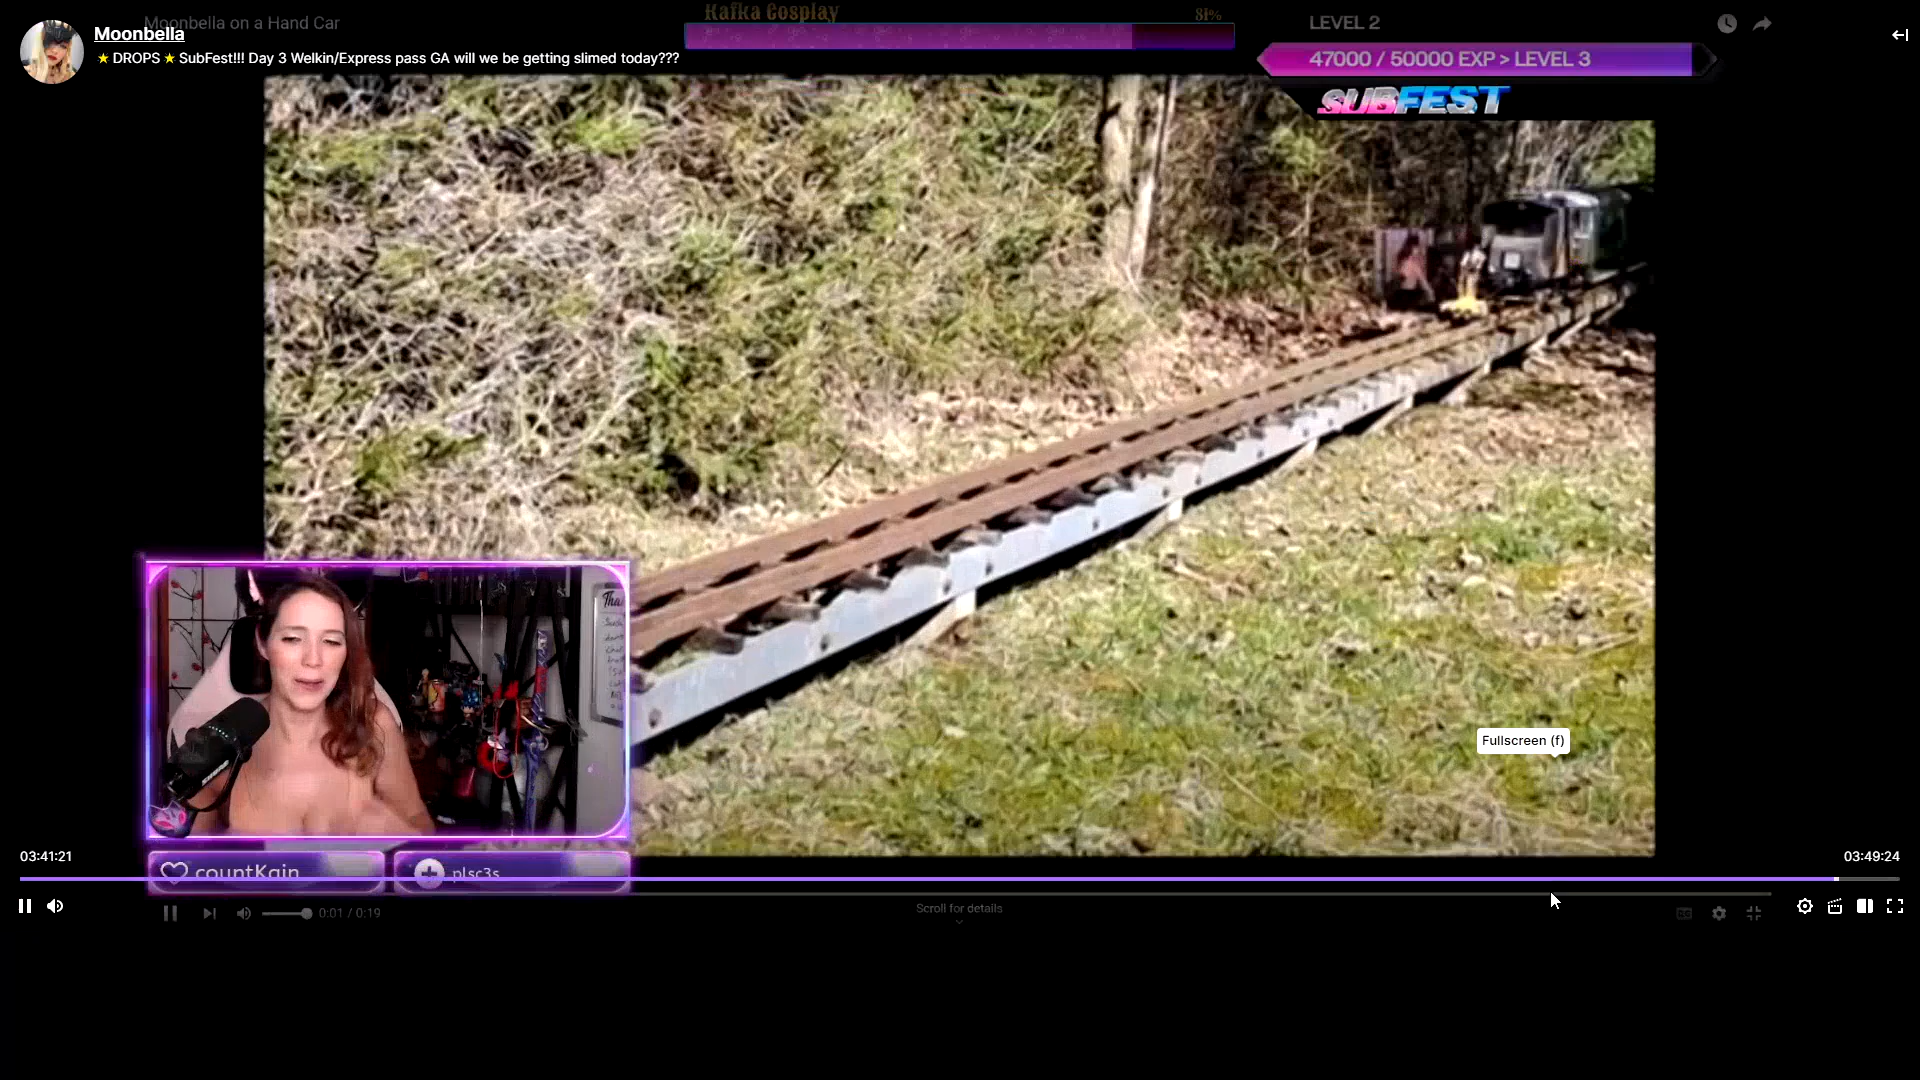 Moonbella on a Hand Car
Moonbella
★ DROPS ★ SubFest!!! Day 3 Welkin/Express pass GA will we be getting slimed today???
Kafka Cosplay
81%
LEVEL 2
47000 / 50000 EXP > LEVEL 3
SUBFEST
Fullscreen (f)
03:41:21
03:49:24
countKain
plsc3s
0:01 / 0:19
Scroll for details